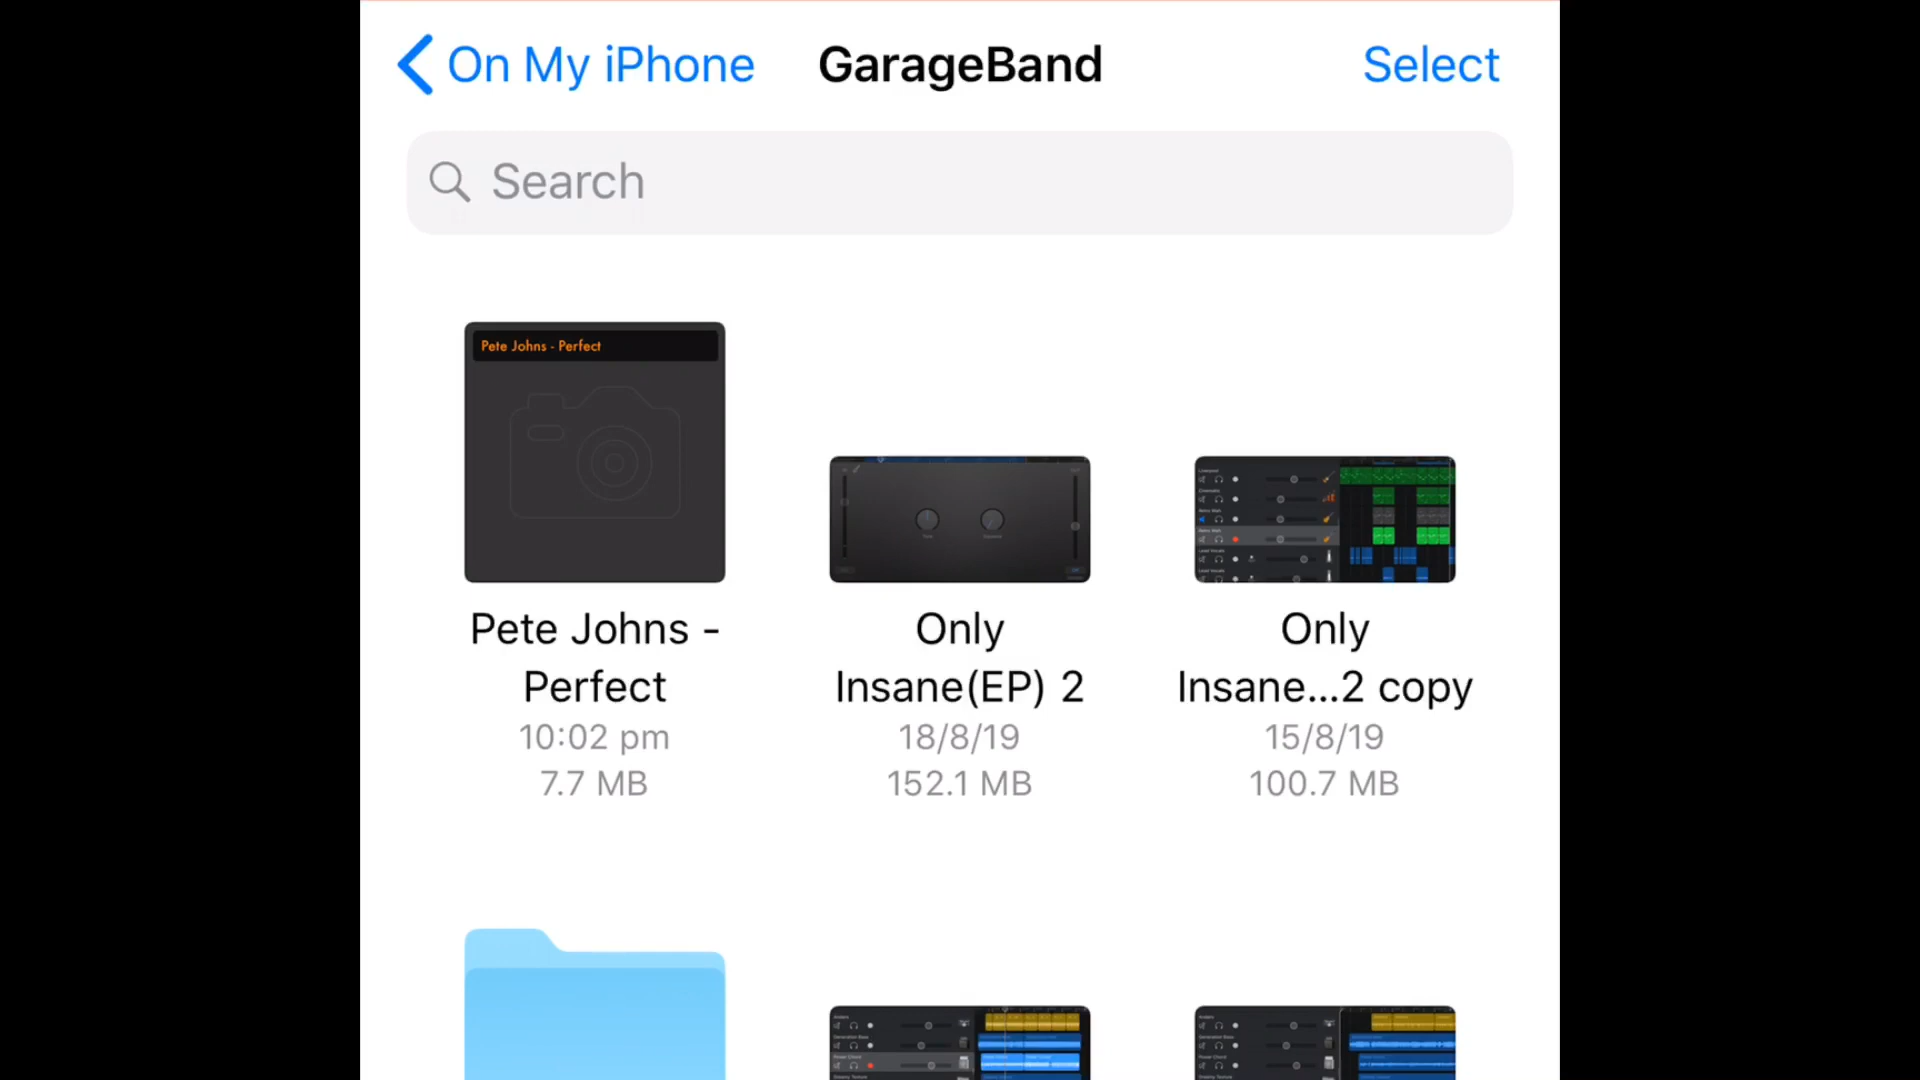 On My iPhone
GarageBand
Select
Search
Pete Johns - Perfect
Pete Johns -
Perfect
10:02 pm
7.7 MB
Only
Insane(EP) 2
18/8/19
152.1 MB
Only
Insane...2 copy
15/8/19
100.7 MB